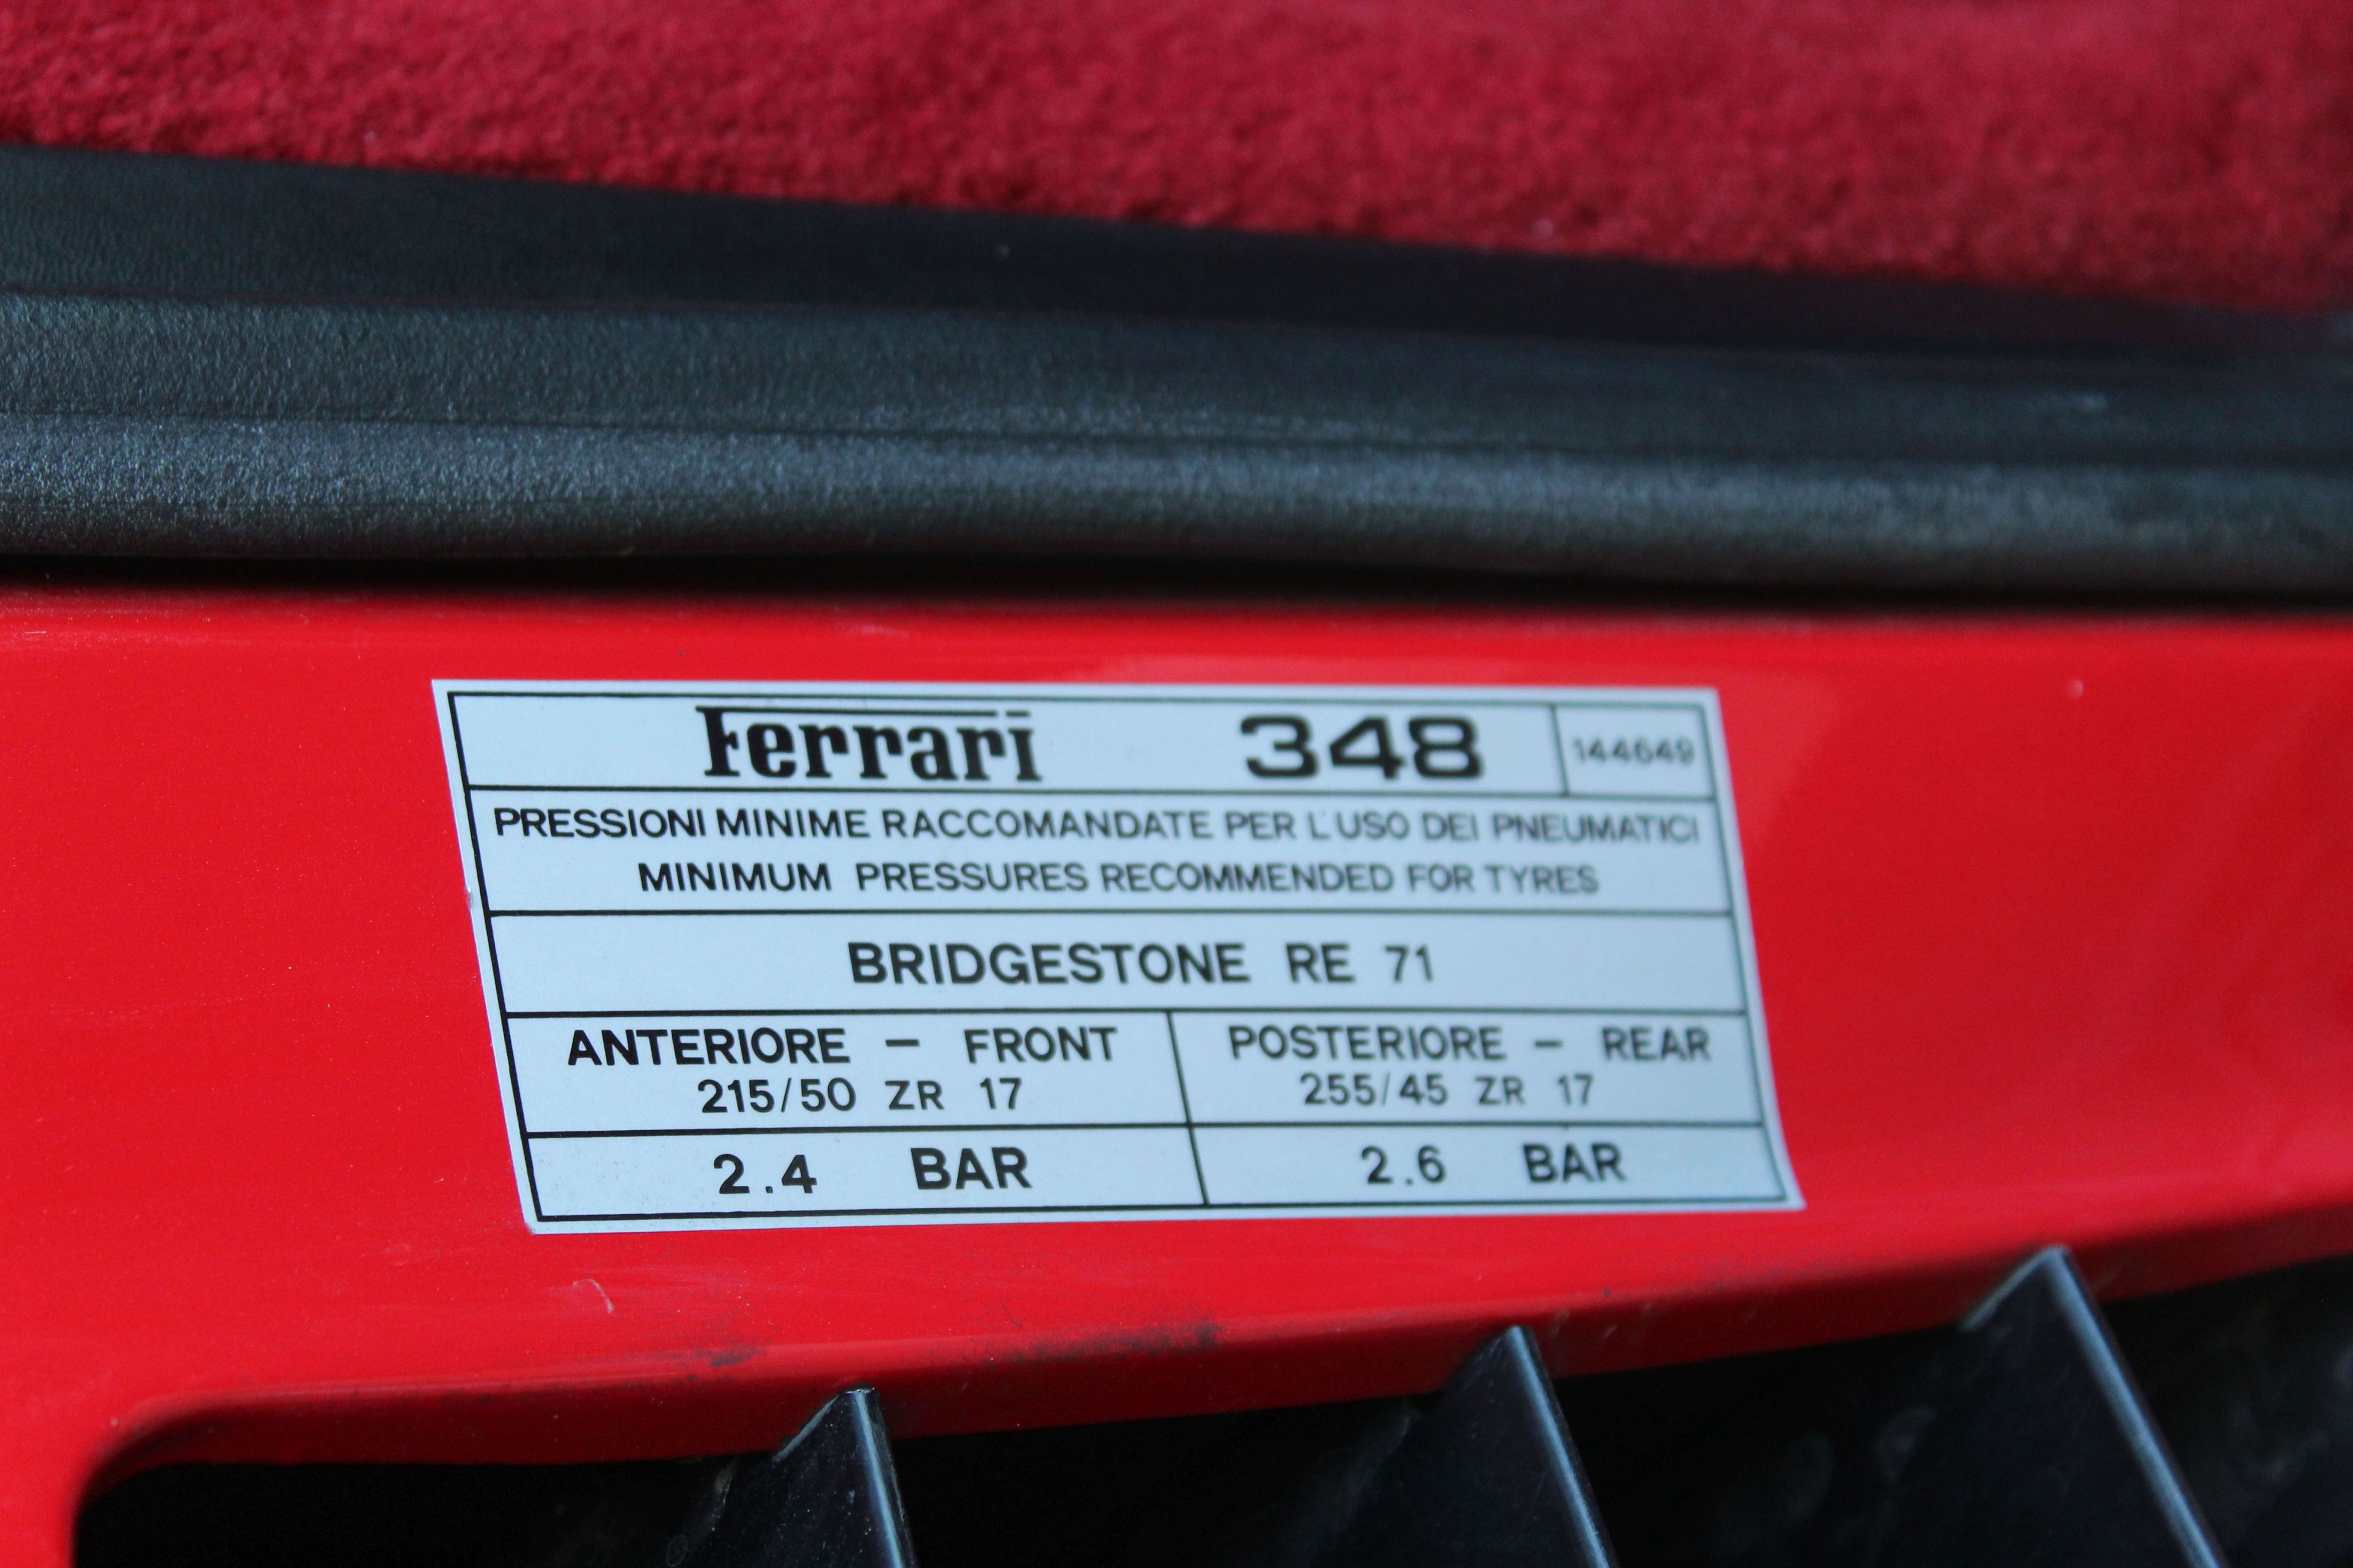 Ferrari 348 144649
PRESSIONI MINIME RACCOMANDATE PER L'USO DEI PNEUMATICI
MINIMUM PRESSURES RECOMMENDED FOR TYRES
BRIDGESTONE RE 71
ANTERIORE — FRONT POSTERIORE — REAR
215/50 ZR 17 255/45 ZR 17
2.4 BAR 2.6 BAR